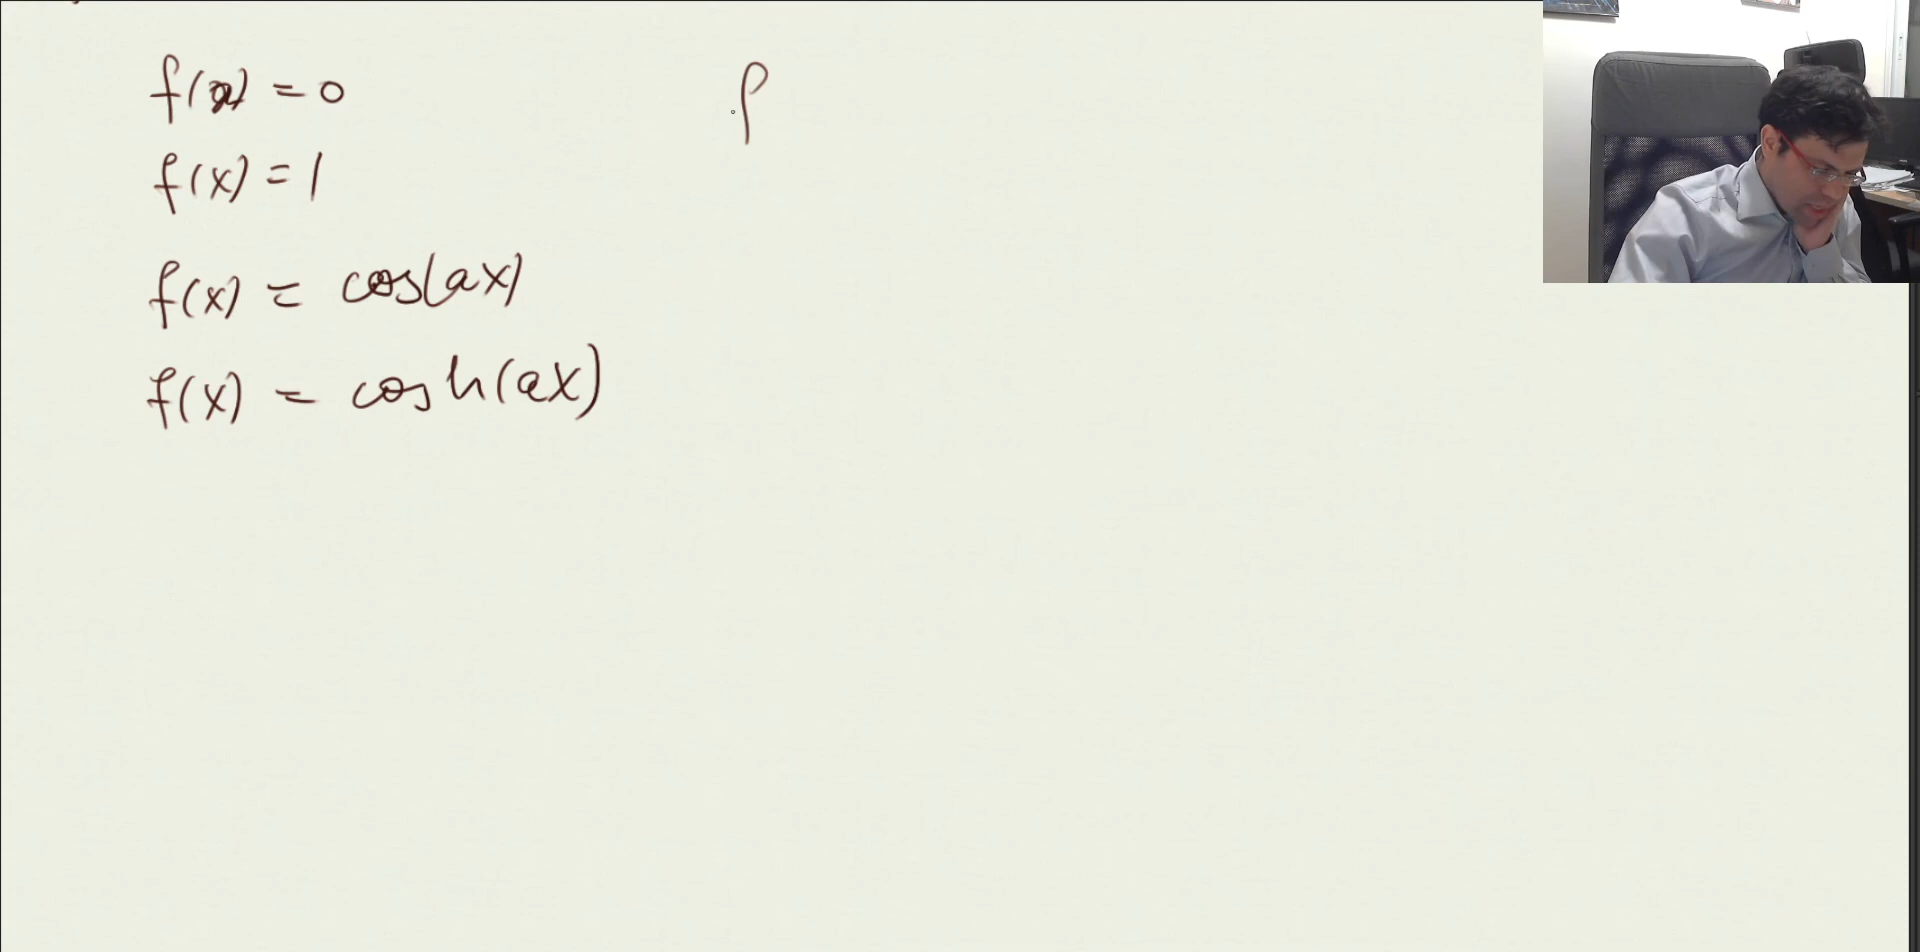 f(x) = 0
f(x) = 1
f(x) = cos(ax)
f(x) = cosh(ax)